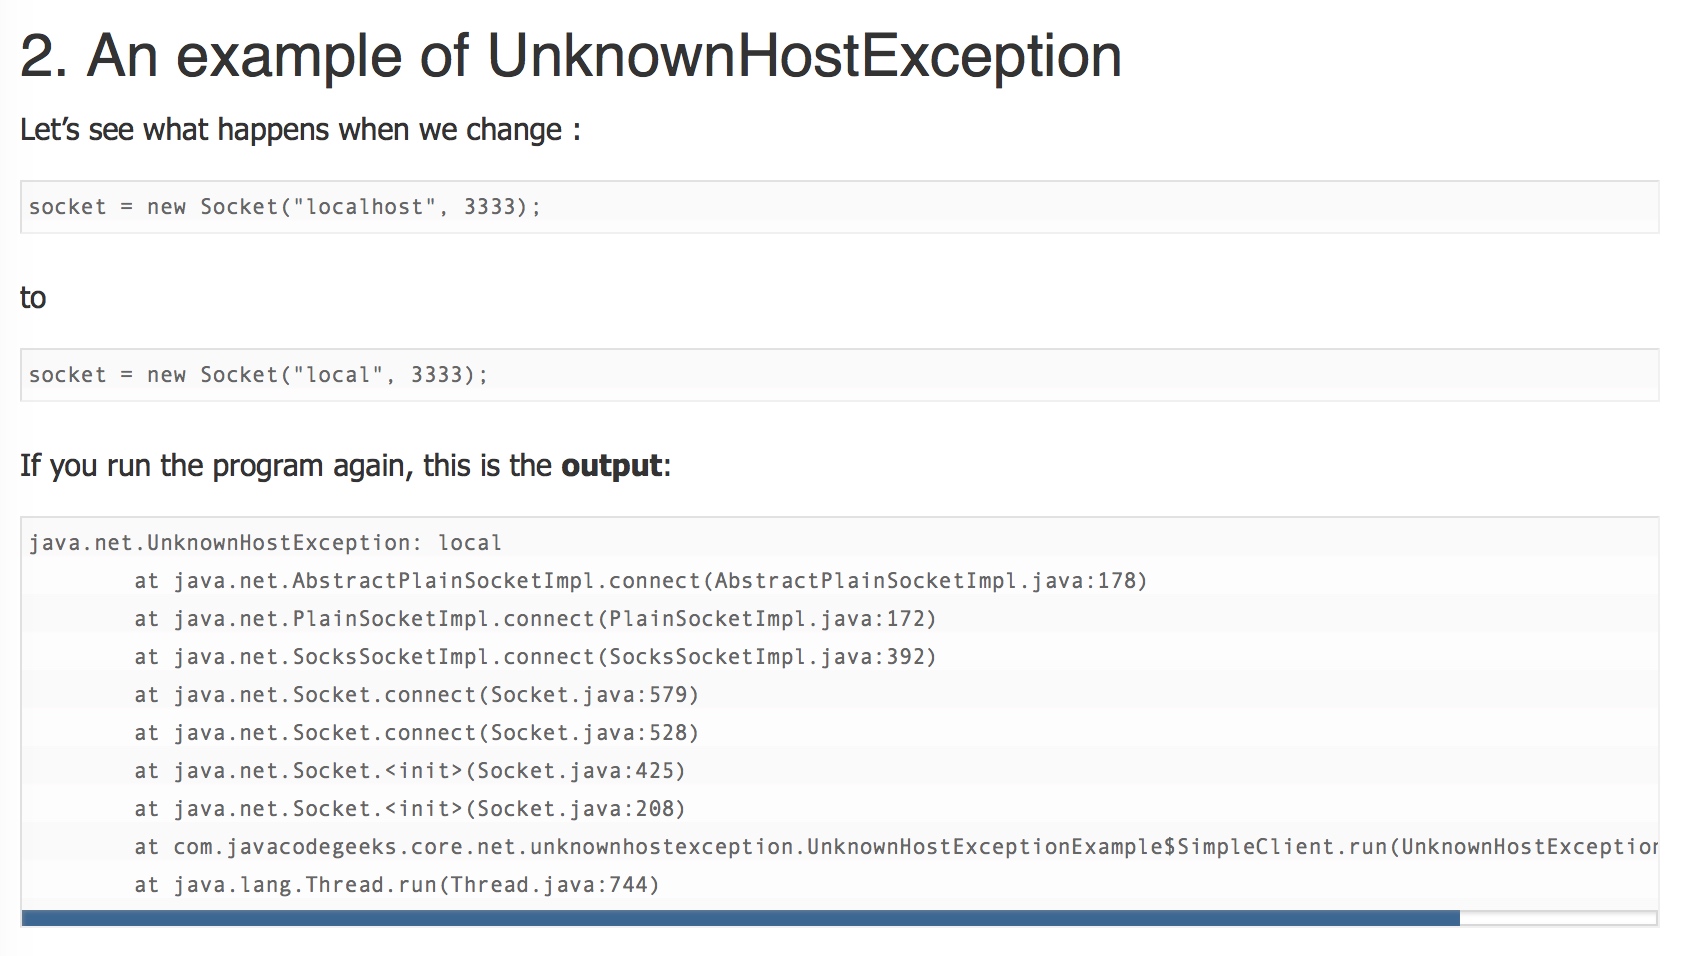 2. An example of UnknownHostException
Let’s see what happens when we change :
socket = new Socket("localhost", 3333);
to
socket = new Socket("local", 3333);
If you run the program again, this is the output:
java.net.UnknownHostException: local
at java.net.AbstractPlainSocketImpl.connect(AbstractPlainSocketImpl.java:178)
at java.net.PlainSocketImpl.connect(PlainSocketImpl.java:172)
at java.net.SocksSocketImpl.connect(SocksSocketImpl.java:392)
at java.net.Socket.connect(Socket.java:579)
at java.net.Socket.connect(Socket.java:528)
at java.net.Socket.<init>(Socket.java:425)
at java.net.Socket.<init>(Socket.java:208)
at com.javacodegeeks.core.net.unknownhostexception.UnknownHostExceptionExample$SimpleClient.run(UnknownHostException
at java.lang.Thread.run(Thread.java:744)